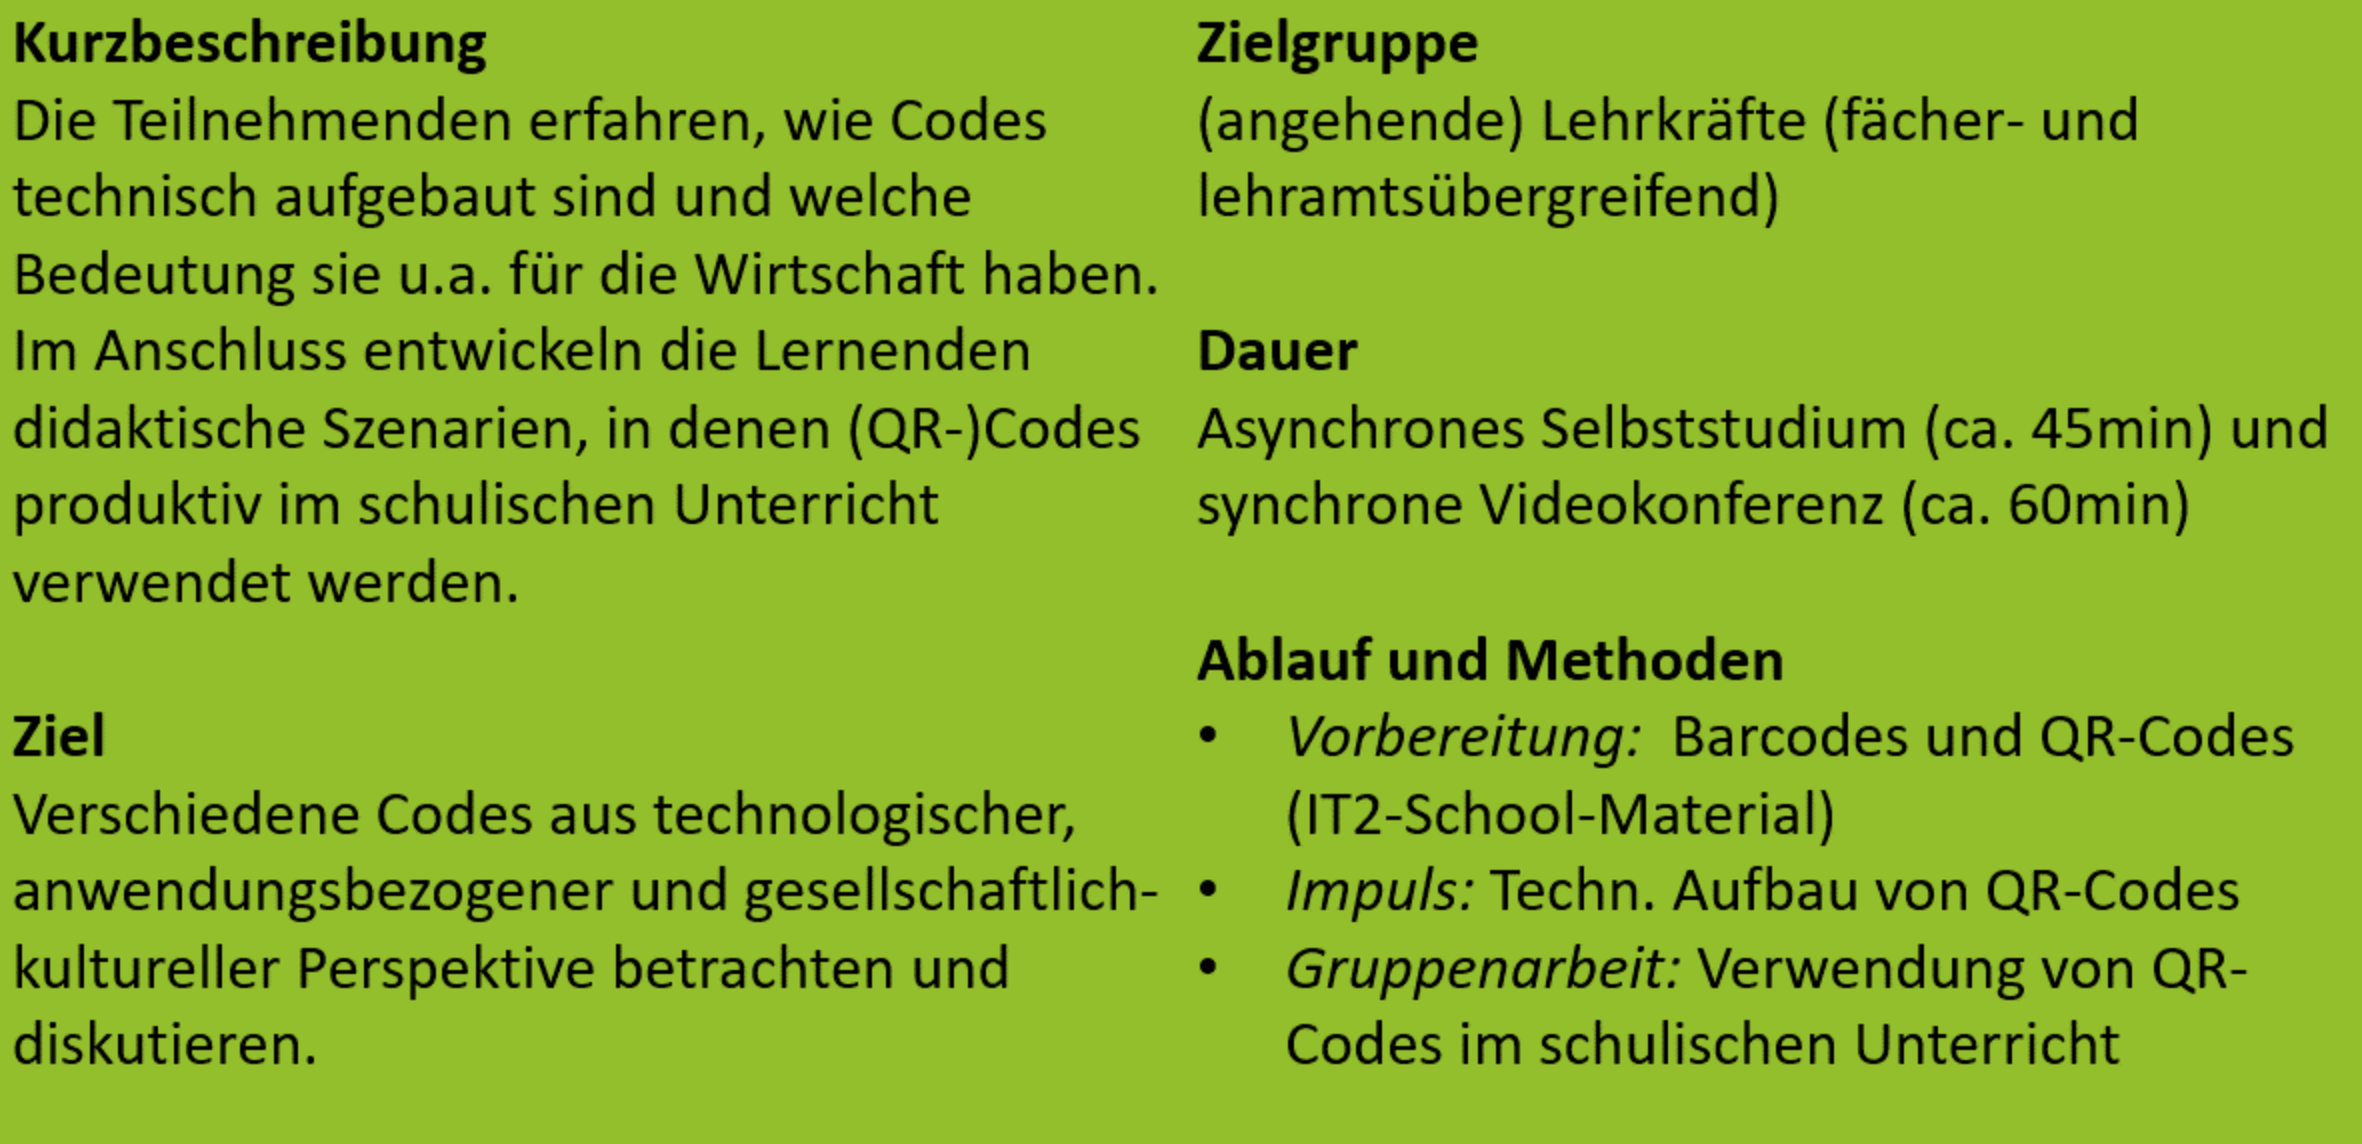 Kurzbeschreibung
Die Teilnehmenden erfahren, wie Codes
technisch aufgebaut sind und welche
Bedeutung sie u.a. für die Wirtschaft haben.
Im Anschluss entwickeln die Lernenden
didaktische Szenarien, in denen (QR-)Codes
produktiv im schulischen Unterricht
verwendet werden.
Ziel
Verschiedene Codes aus technologischer,
anwendungsbezogener und gesellschaftlich-
kultureller Perspektive betrachten und
diskutieren.
Zielgruppe
(angehende) Lehrkräfte (fächer- und
lehramtsübergreifend)
Dauer
Asynchrones Selbststudium (ca. 45min) und
synchrone Videokonferenz (ca. 60min)
Ablauf und Methoden
• Vorbereitung: Barcodes und QR-Codes
(IT2-School-Material)
• Impuls: Techn. Aufbau von QR-Codes
• Gruppenarbeit: Verwendung von QR-
Codes im schulischen Unterricht